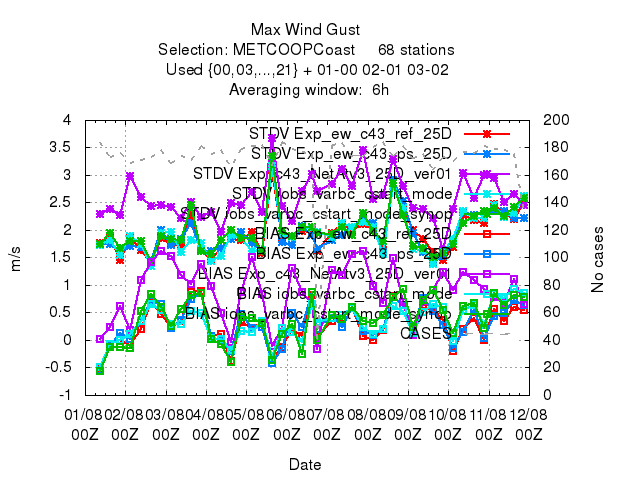 Max Wind Gust
Selection: METCOOPCoast 68 stations
Used {00,03,...,21} + 01-00 02-01 03-02
Averaging window: 6h
STDV Exp_ew_c43_ref_25D
STDV Exp_ew_c43_ps_25D
STDV Exp_c43_NetAtv3_25D_ver01
STDV iobs_varbc_cstart_mode
STDV iobs_varbc_cstart_mode_synop
BIAS Exp_ew_c43_ref_25D
BIAS Exp_ew_c43_ps_25D
BIAS Exp_c43_NetAtv3_25D_ver01
BIAS iobs_varbc_cstart_mode
BIAS iobs_varbc_cstart_mode_synop
CASES
4
3.5
3
2.5
2
1.5
1
0.5
0
-0.5
-1
m/s
200
180
160
140
120
100
80
60
40
20
0
No cases
01/08 02/08 03/08 04/08 05/08 06/08 07/08 08/08 09/08 10/08 11/08 12/08
00Z 00Z 00Z 00Z 00Z 00Z 00Z 00Z 00Z 00Z 00Z 00Z
Date